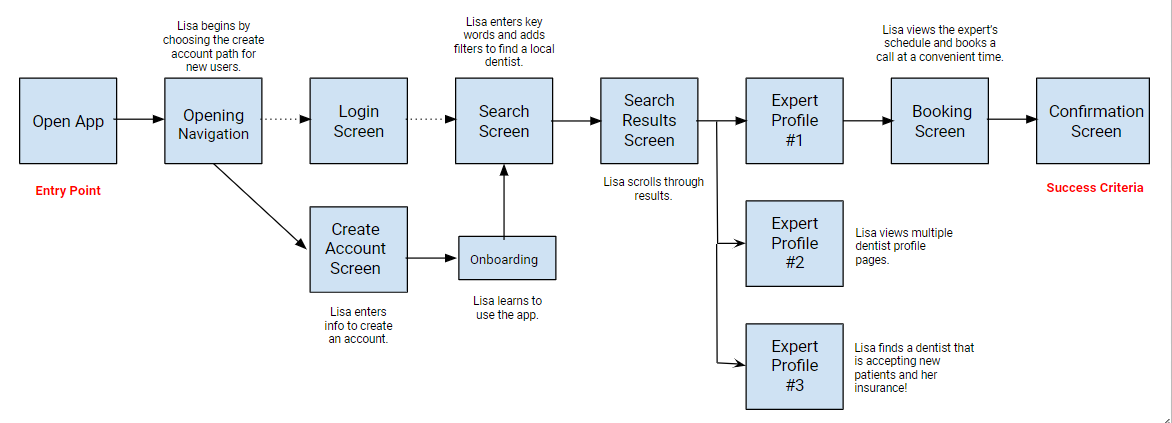 Lisa begins by
choosing the create
account path for
new users.
Lisa enters key
words and adds
filters to find a local
dentist.
Lisa views the expert's
schedule and books a
call at a convenient time.
Open App
Opening
Navigation
Login
Screen
Search
Screen
Search
Results
Screen
Expert
Profile
#1
Booking
Screen
Confirmation
Screen
Entry Point
Lisa scrolls through
results.
Success Criteria
Create
Account
Screen
Onboarding
Expert
Profile
#2
Lisa views multiple
dentist profile
pages.
Lisa enters
info to create
an account.
Lisa learns to
use the app.
Expert
Profile
#3
Lisa finds a dentist that
is accepting new
patients and her
insurance!